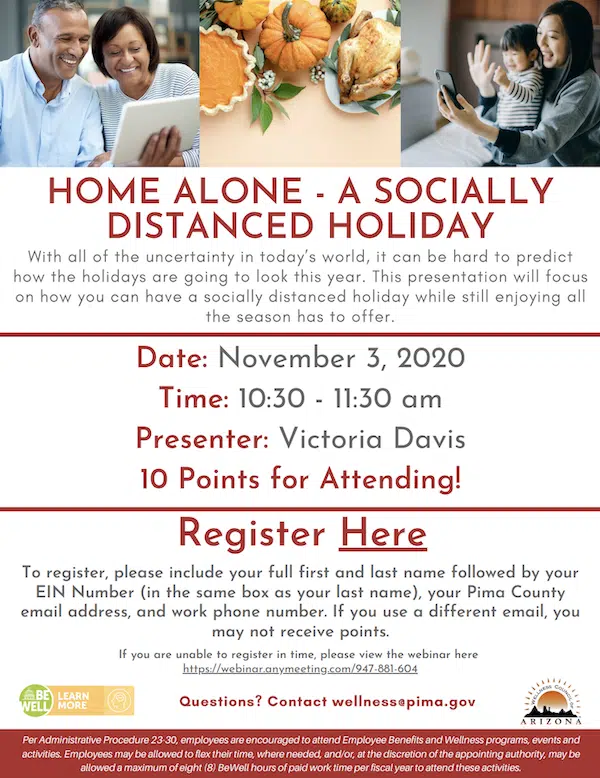 HOME ALONE - A SOCIALLY
DISTANCED HOLIDAY
With all of the uncertainty in today's world, it can be hard to predict
how the holidays are going to look this year. This presentation will focus
on how you can have a socially distanced holiday while still enjoying all
the season has to offer.
Date: November 3, 2020
Time: 10:30 - 11:30 am
Presenter: Victoria Davis
10 Points for Attending!
Register Here
To register, please include your full first and last name followed by your
EIN Number (in the same box as your last name), your Pima County
email address, and work phone number. If you use a different email, you
may not receive points.
If you are unable to register in time, please view the webinar here
https://webinar.anymeeting.com/947-881-604
BE
WELL
LEARN
MORE
Questions? Contact wellness@pima.gov
WELLNESS COUNCIL OF
ARIZONA
Per Administrative Procedure 23-30, employees are encouraged to attend Employee Benefits and Wellness programs, events and
activities. Employees may be allowed to flex their time, where needed, and/or, at the discretion of the appointing authority, may be
allowed a maximum of eight (8) BeWell hours of paid work time per fiscal year to attend these activities.